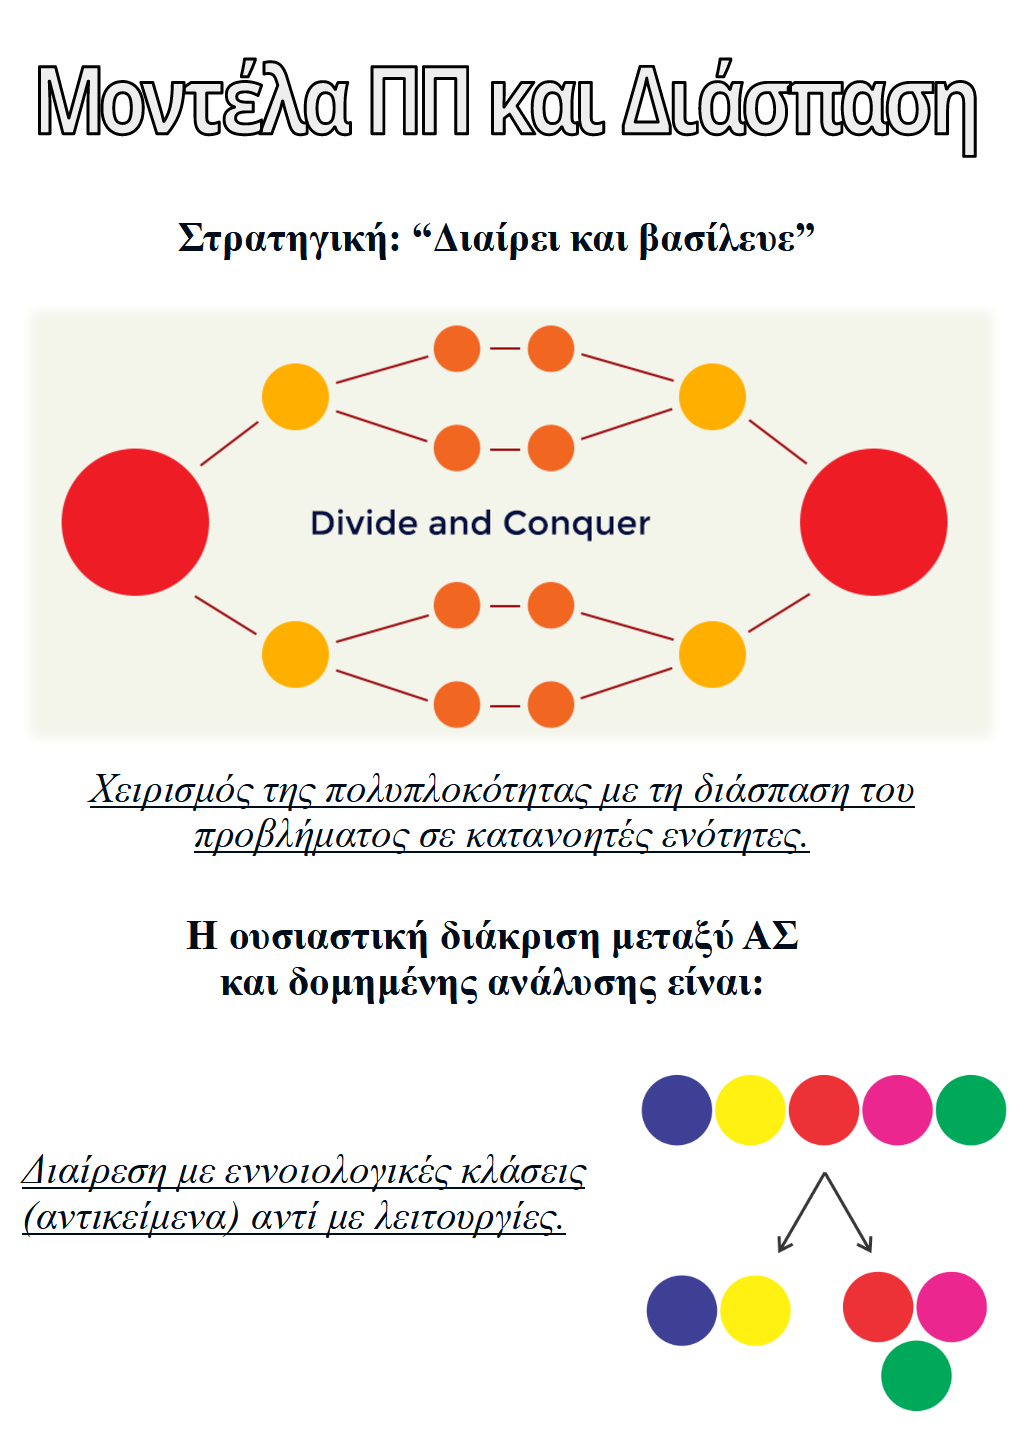 Μοντέλα ΠΠ και Διάσπαση
Στρατηγική: “Διαίρει και βασίλευε”
Divide and Conquer
Χειρισμός της πολυπλοκότητας με τη διάσπαση του
προβλήματος σε κατανοητές ενότητες.
Η ουσιαστική διάκριση μεταξύ ΑΣ
και δομημένης ανάλυσης είναι:
Διαίρεση με εννοιολογικές κλάσεις
(αντικείμενα) αντί με λειτουργίες.